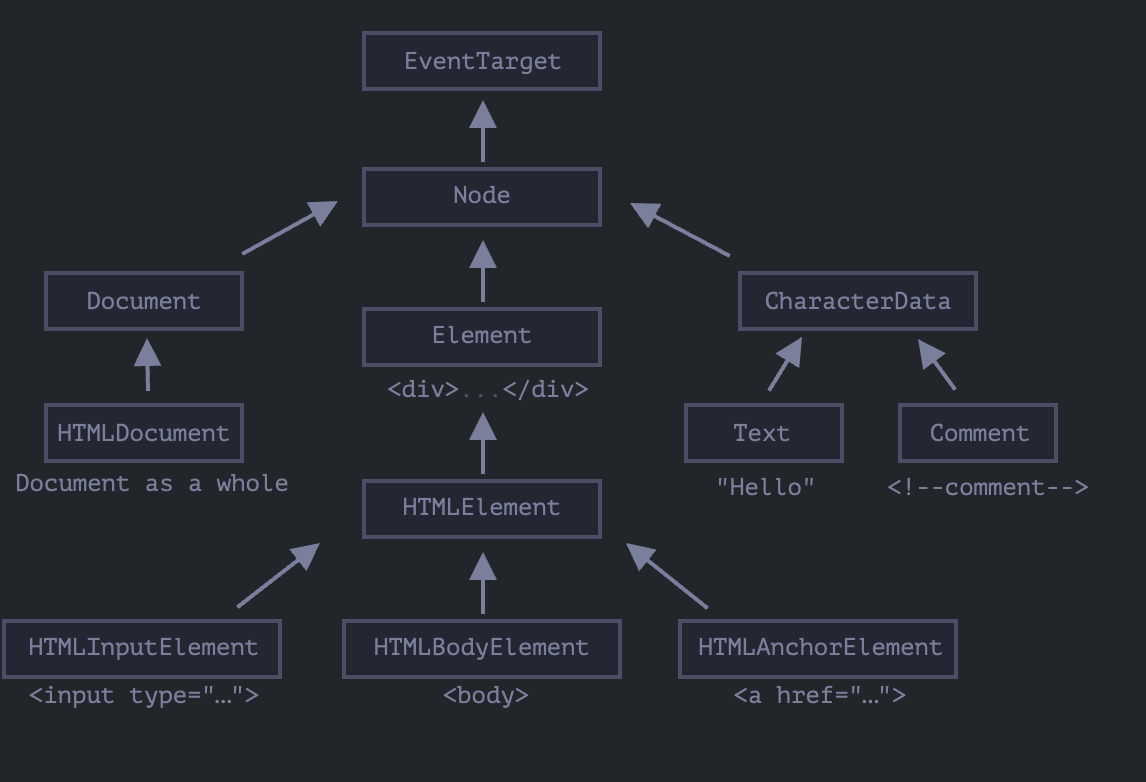 EventTarget
Node
Document
Element
CharacterData
<div>...</div>
HTMLDocument
Text
Comment
Document as a whole
"Hello"
<!--comment-->
HTMLElement
HTMLInputElement
HTMLBodyElement
HTMLAnchorElement
<input type="...">
<body>
<a href="...">